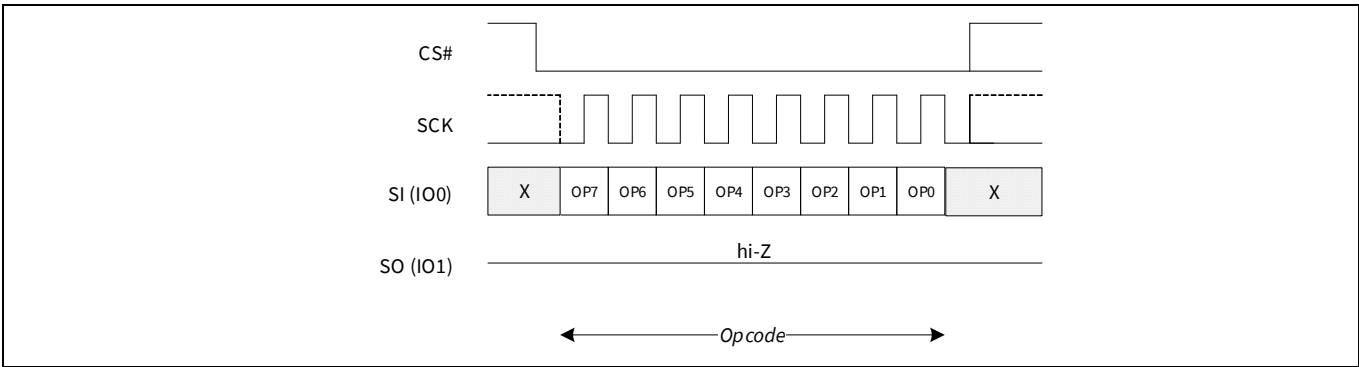 CS#
SCK
SI (IO0) X OP7 OP6 OP5 OP4 OP3 OP2 OP1 OP0 X
hi-Z
SO (IO1)
Opcode